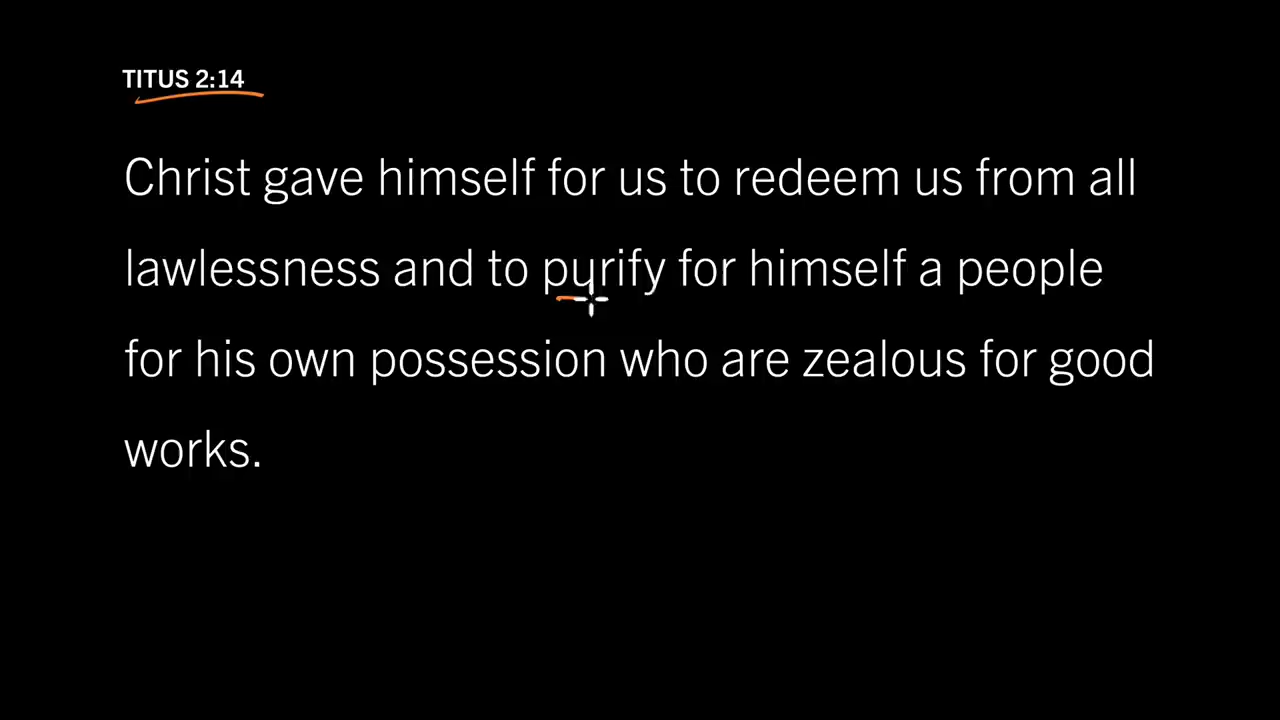 TITUS 2:14
Christ gave himself for us to redeem us from all
lawlessness and to purify for himself a people
for his own possession who are zealous for good
works.